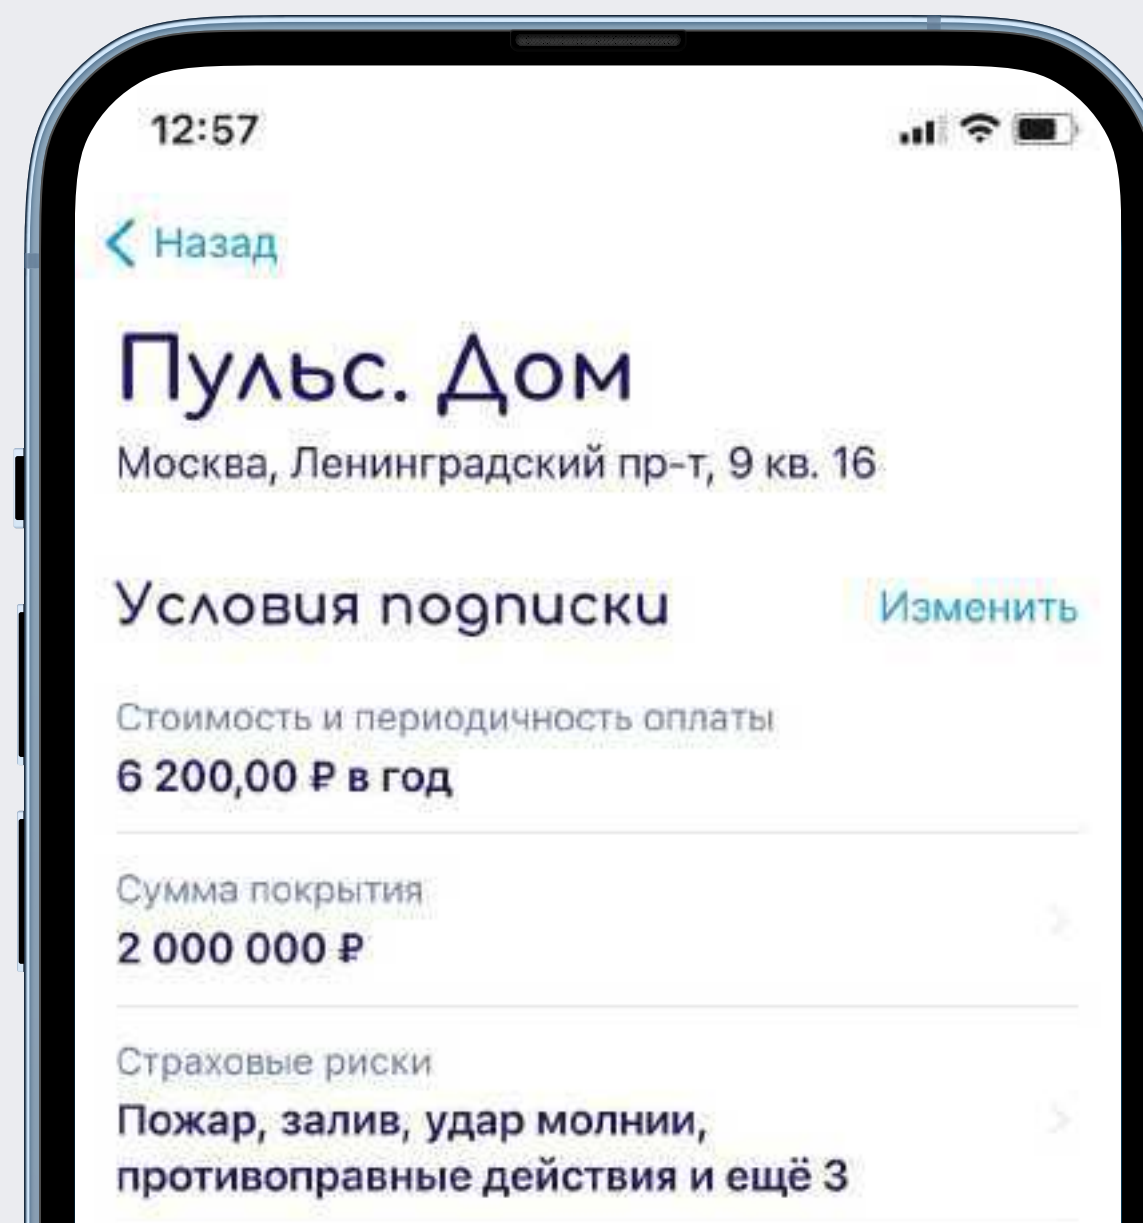 12:57
Назад
Пульс. Дом
Москва, Ленинградский пр-т, 9 кв. 16
Условия подписки
Изменить
Стоимость и периодичность оплаты
6 200,00 ₽ в год
Сумма покрытия
2 000 000 ₽
Страховые риски
Пожар, залив, удар молнии,
противоправные действия и ещё 3